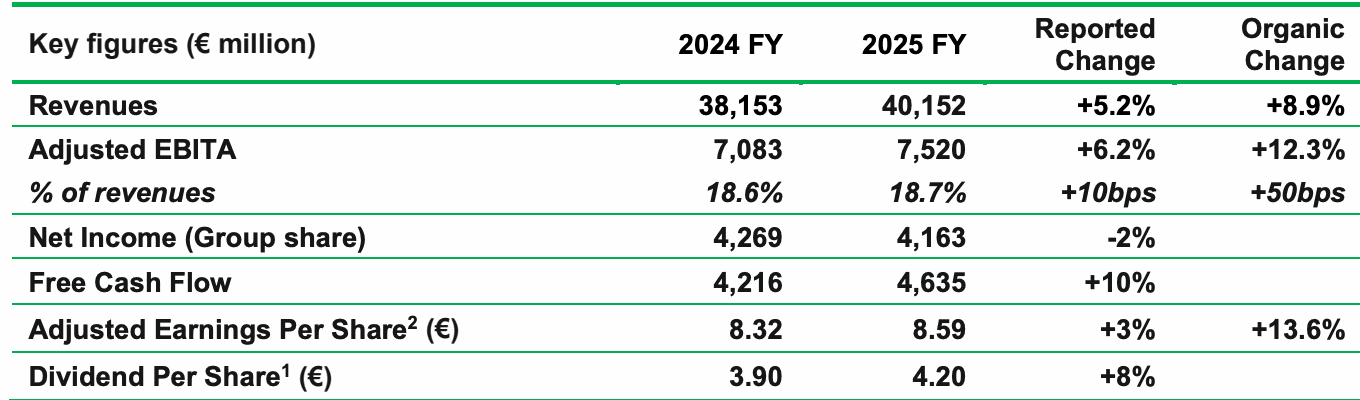 Key figures (€ million) 2024 FY 2025 FY Reported Change Organic Change
Revenues 38,153 40,152 +5.2% +8.9%
Adjusted EBITA 7,083 7,520 +6.2% +12.3%
% of revenues 18.6% 18.7% +10bps +50bps
Net Income (Group share) 4,269 4,163 -2%
Free Cash Flow 4,216 4,635 +10%
Adjusted Earnings Per Share² (€) 8.32 8.59 +3% +13.6%
Dividend Per Share¹ (€) 3.90 4.20 +8%